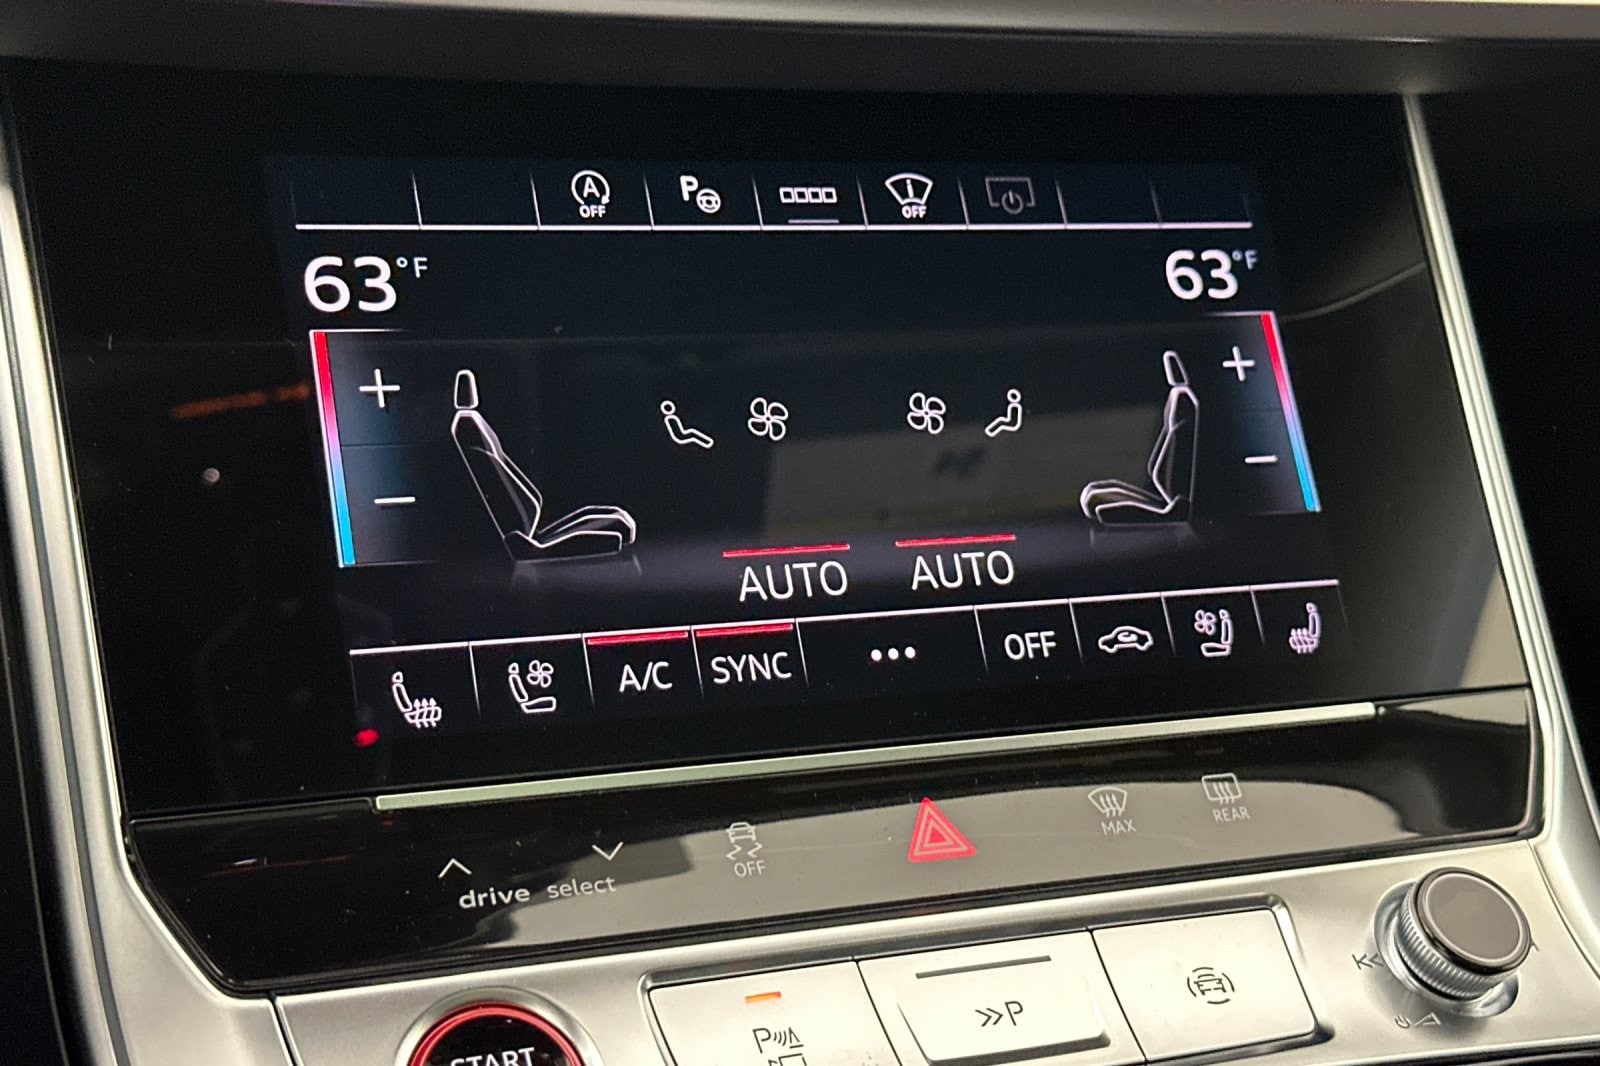 A
OFF
P
OFF
63°F
63°F
+
+
−
−
AUTO
AUTO
A/C
SYNC
•••
OFF
drive select
OFF
MAX
REAR
START
P
>>P